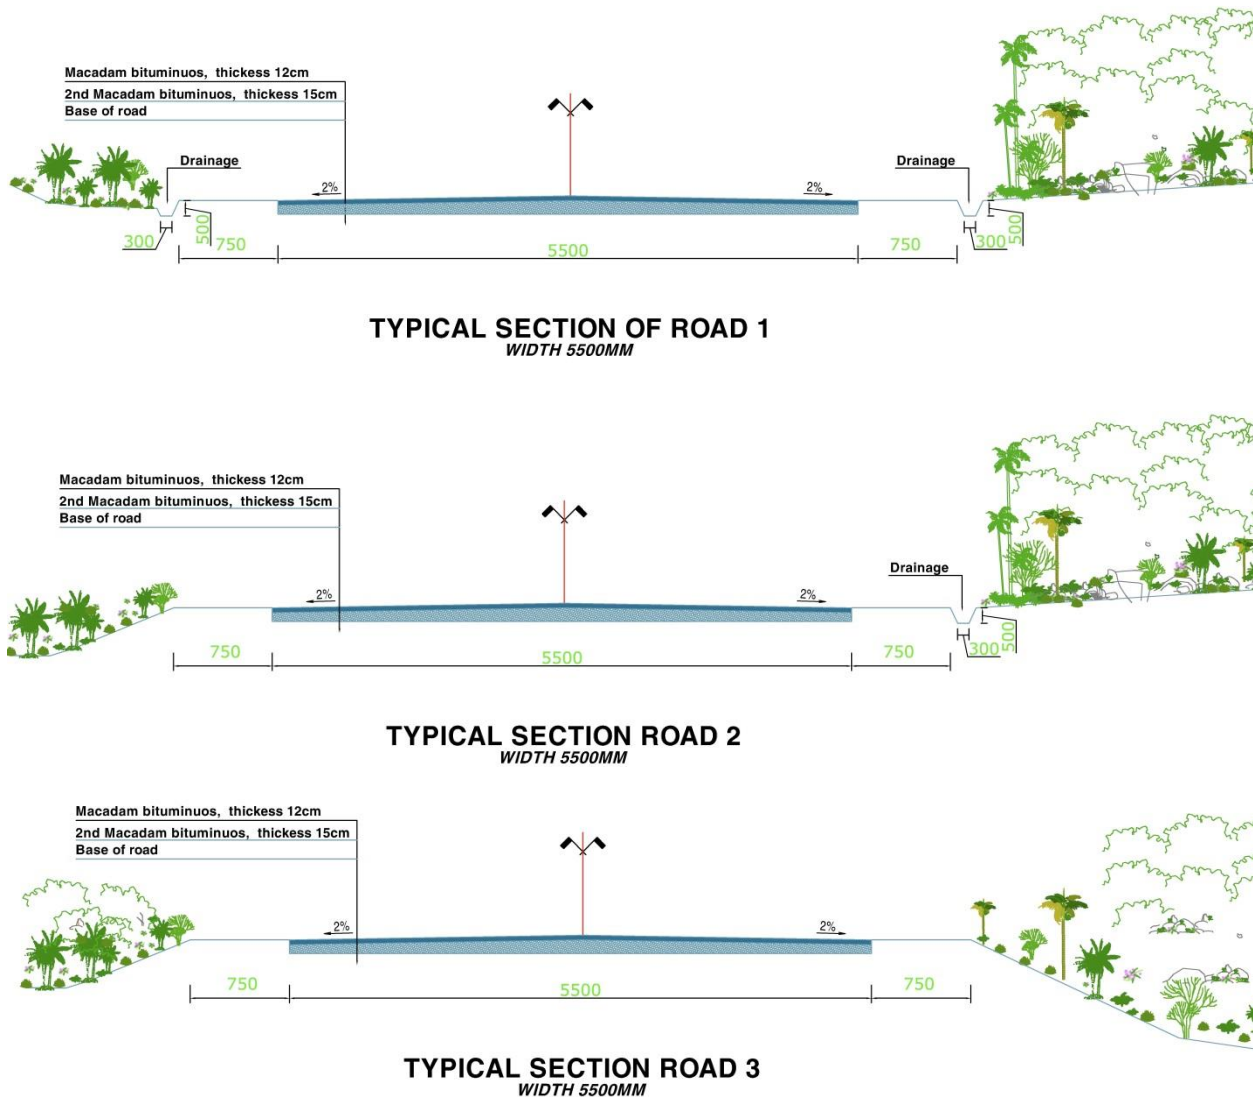 Macadam bituminuos, thickess 12cm
2nd Macadam bituminuos, thickess 15cm
Base of road
Drainage
Drainage
2%
2%
300
500
750
5500
750
300
500
TYPICAL SECTION OF ROAD 1
WIDTH 5500MM
Macadam bituminuos, thickess 12cm
2nd Macadam bituminuos, thickess 15cm
Base of road
Drainage
2%
2%
750
5500
750
300
500
TYPICAL SECTION ROAD 2
WIDTH 5500MM
Macadam bituminuos, thickess 12cm
2nd Macadam bituminuos, thickess 15cm
Base of road
2%
2%
750
5500
750
TYPICAL SECTION ROAD 3
WIDTH 5500MM